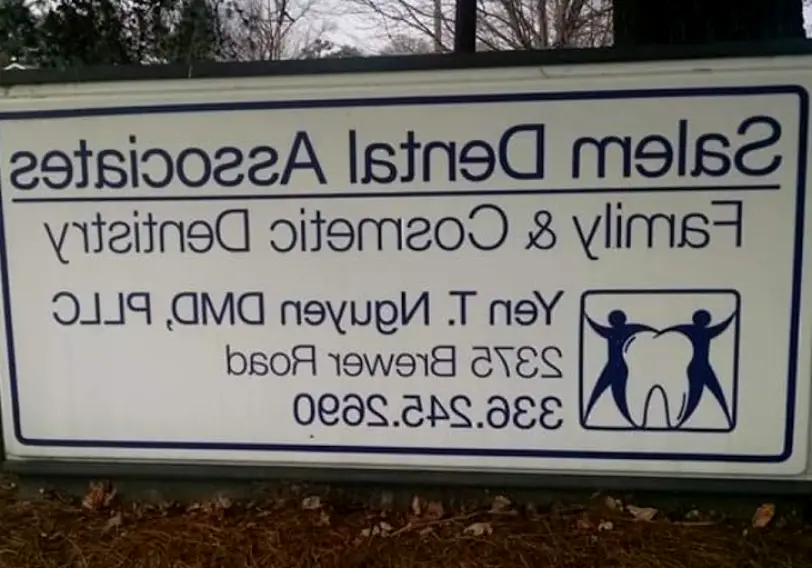 Salem Dental Associates
Family & Cosmetic Dentistry
Yen T. Nguyen DMD, PLLC
2375 Brewer Road
336.245.2690